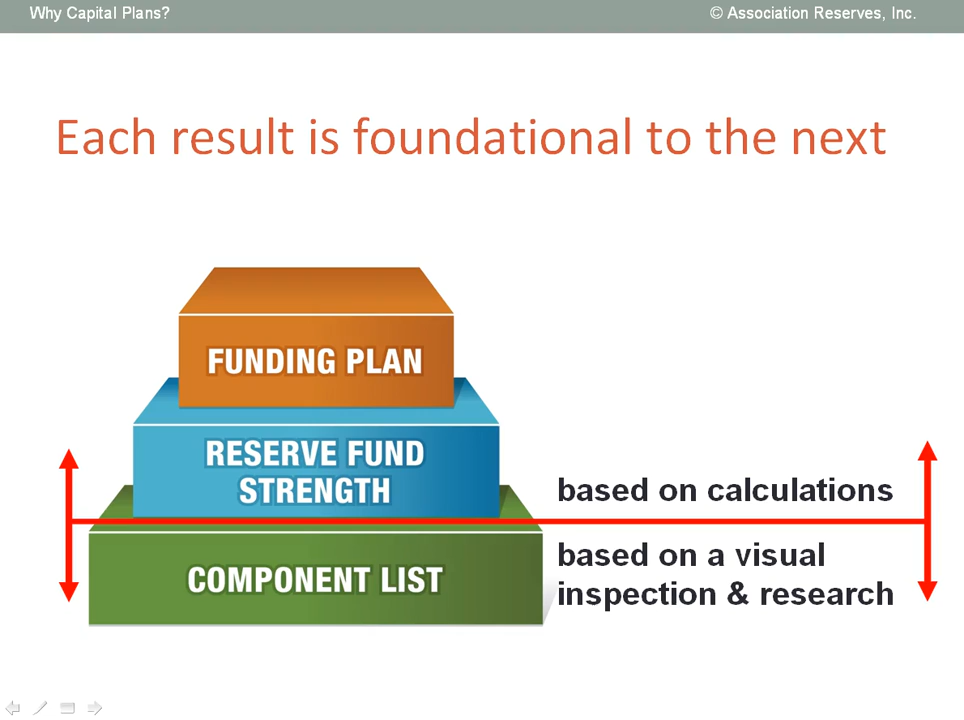 Why Capital Plans?
© Association Reserves, Inc.
Each result is foundational to the next
FUNDING PLAN
RESERVE FUND
STRENGTH
based on calculations
COMPONENT LIST
based on a visual
inspection & research